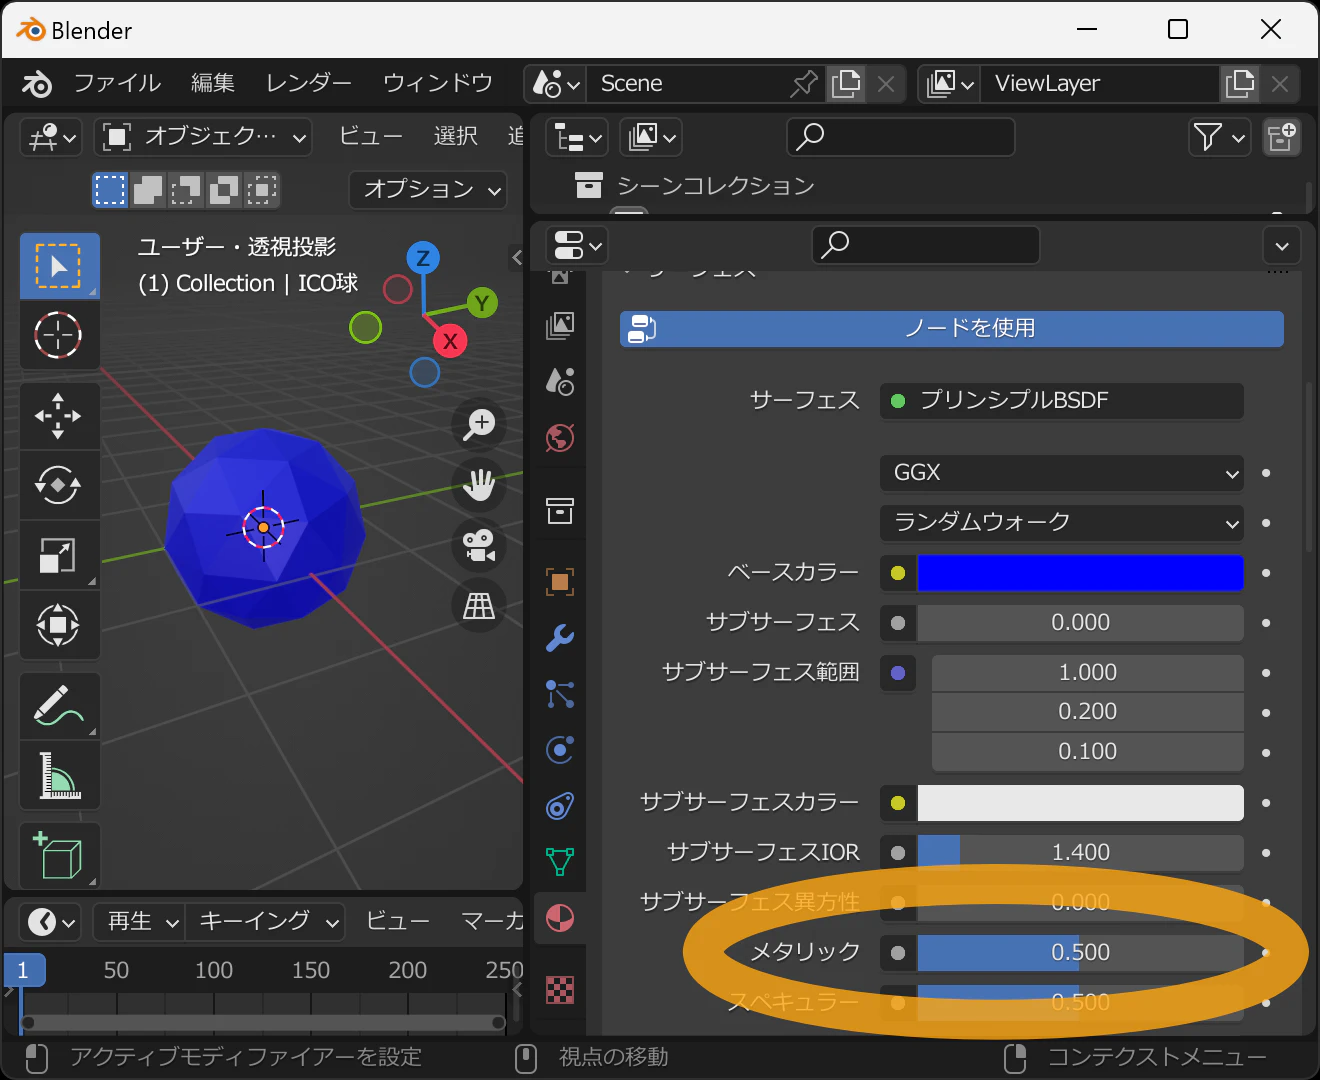 Blender
ファイル 編集 レンダー ウィンドウ Scene ViewLayer
オブジェク… ビュー 選択 追
オプション
シーンコレクション
ユーザー・透視投影
(1) Collection | ICO球
Z
Y
X
サーフェス
ノードを使用
サーフェス プリンシプルBSDF
GGX
ランダムウォーク
ベースカラー
サブサーフェス 0.000
サブサーフェス範囲 1.000
0.200
0.100
サブサーフェスカラー
サブサーフェスIOR 1.400
サブサーフェス異方性 0.000
メタリック 0.500
スペキュラー 0.500
再生 キーイング ビュー マーカ
1 50 100 150 200 250
アクティブモディファイアーを設定 視点の移動 コンテクストメニュー